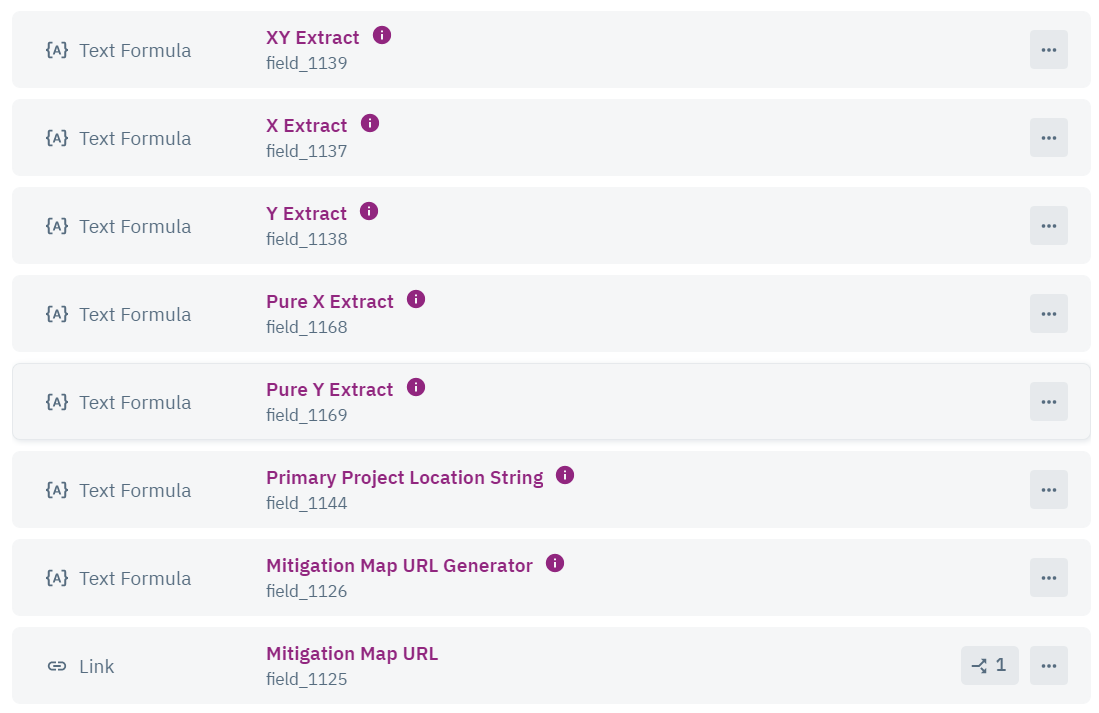 {A} Text Formula XY Extract i
field_1139
...
{A} Text Formula X Extract i
field_1137
...
{A} Text Formula Y Extract i
field_1138
...
{A} Text Formula Pure X Extract i
field_1168
...
{A} Text Formula Pure Y Extract i
field_1169
...
{A} Text Formula Primary Project Location String i
field_1144
...
{A} Text Formula Mitigation Map URL Generator i
field_1126
...
Link Mitigation Map URL
field_1125
1 ...